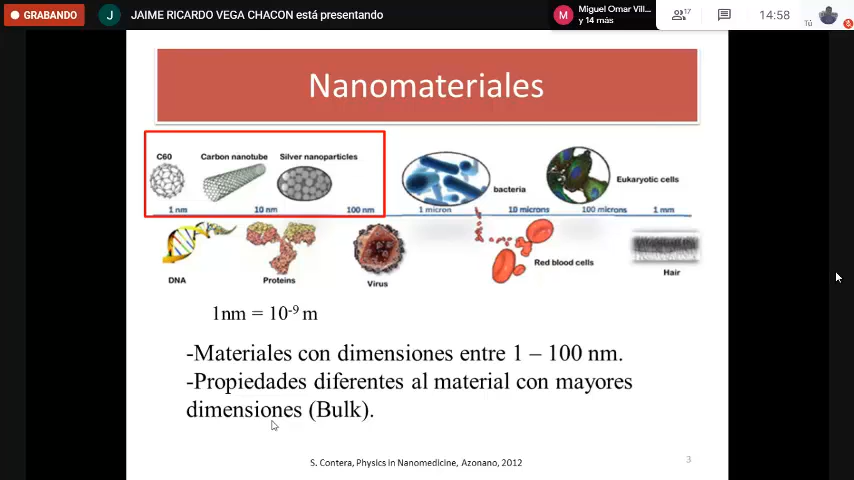 GRABANDO
J JAIME RICARDO VEGA CHACON está presentando
M Miguel Omar Vill...
y 14 más
17
14:58
Tú
Nanomateriales
C60 Carbon nanotube Silver nanoparticles
bacteria
Eukaryotic cells
1 nm 10 nm 100 nm 1 micron 10 microns 100 microns 1 mm
DNA Proteins Virus Red blood cells Hair
1nm = 10⁻⁹ m
-Materiales con dimensiones entre 1 – 100 nm.
-Propiedades diferentes al material con mayores
dimensiones (Bulk).
S. Contera, Physics in Nanomedicine, Azonano, 2012
3